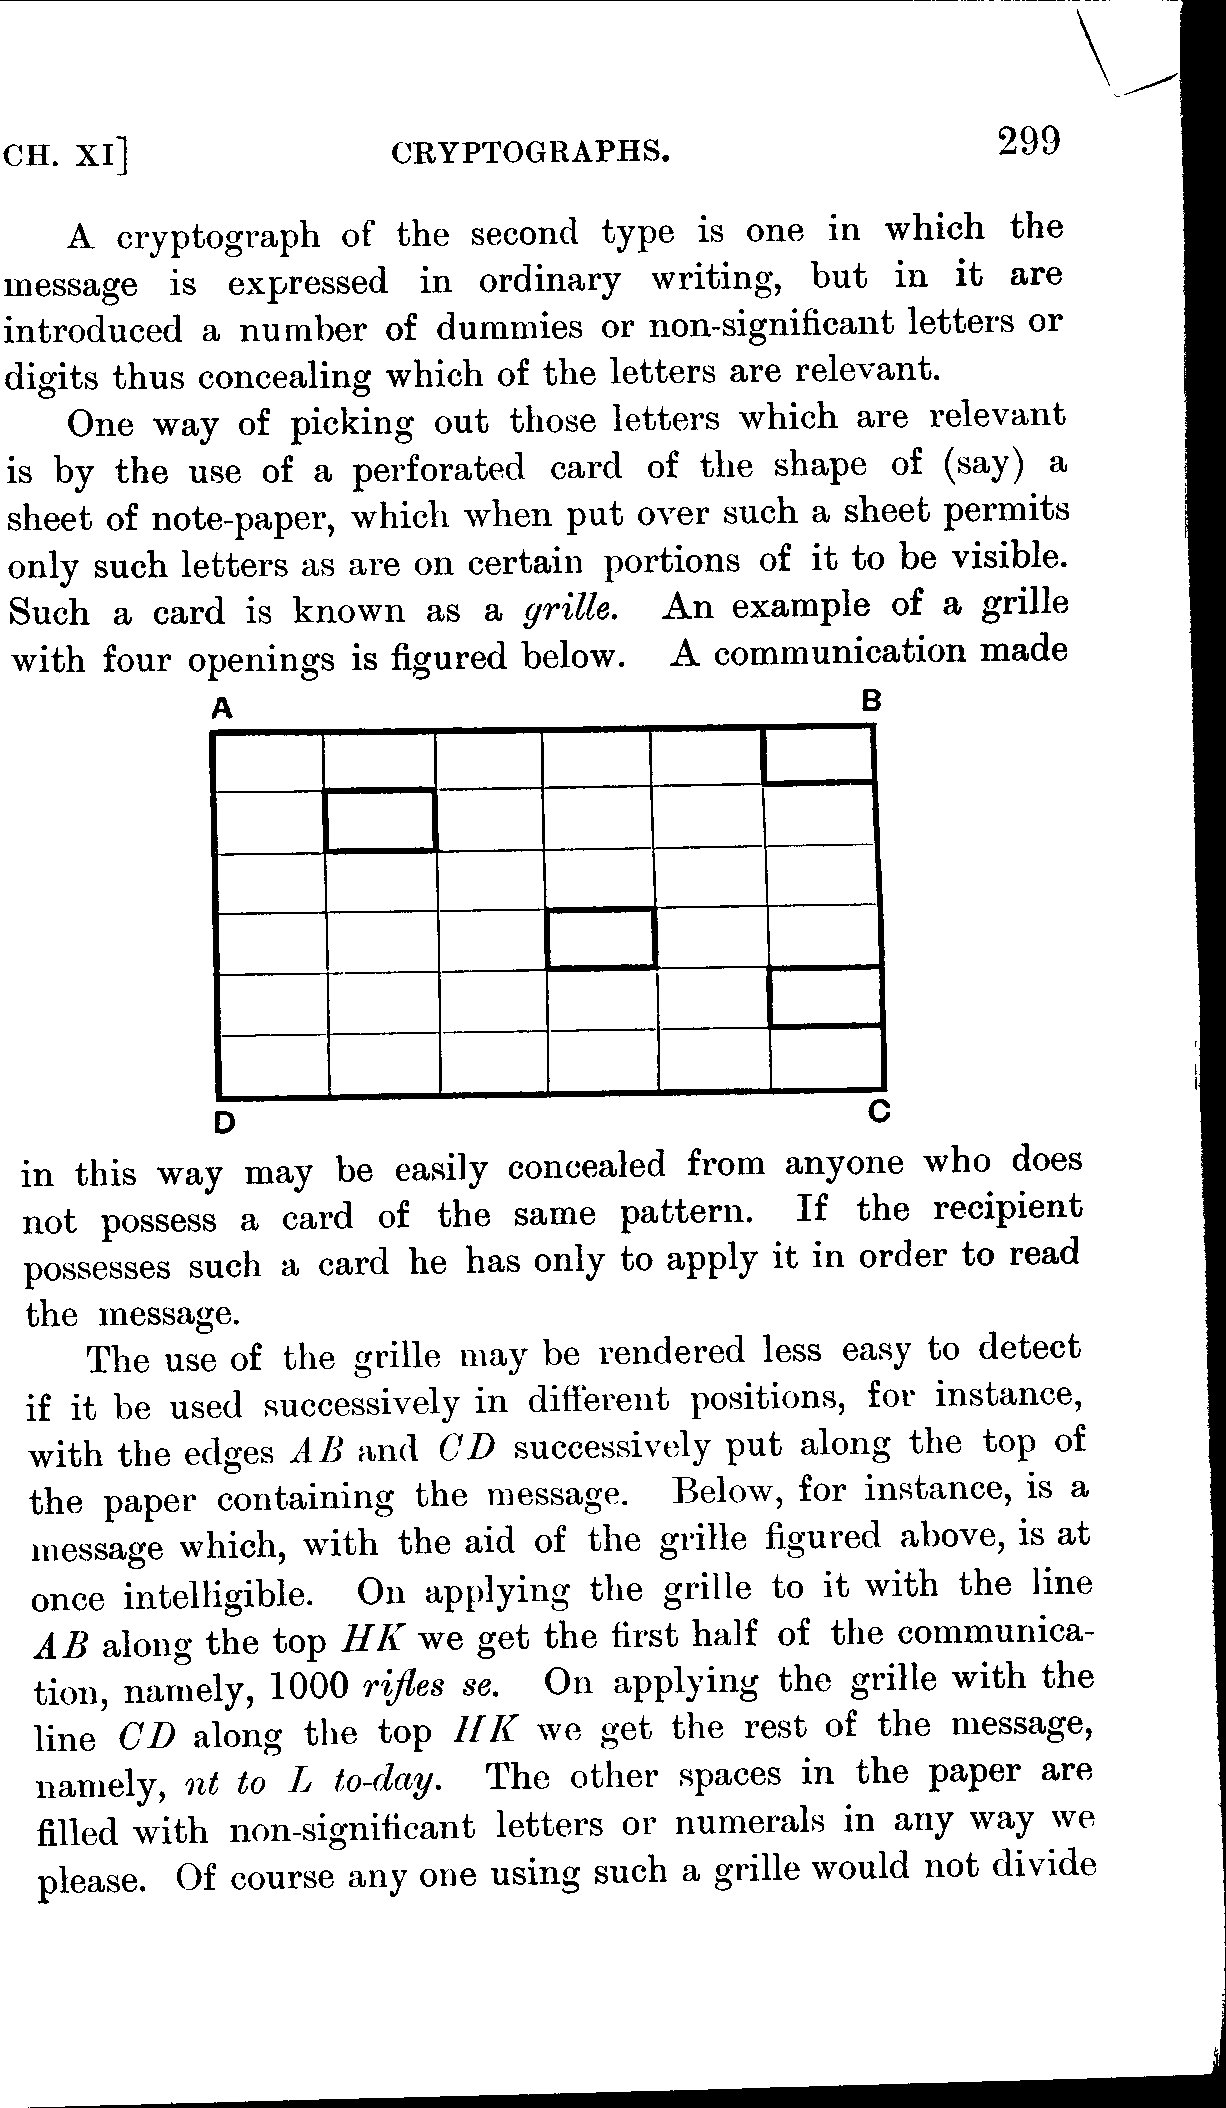 CH. XI] CRYPTOGRAPHS. 299
A cryptograph of the second type is one in which the
message is expressed in ordinary writing, but in it are
introduced a number of dummies or non-significant letters or
digits thus concealing which of the letters are relevant.
One way of picking out those letters which are relevant
is by the use of a perforated card of the shape of (say) a
sheet of note-paper, which when put over such a sheet permits
only such letters as are on certain portions of it to be visible.
Such a card is known as a grille. An example of a grille
with four openings is figured below. A communication made
A B
D C
in this way may be easily concealed from anyone who does
not possess a card of the same pattern. If the recipient
possesses such a card he has only to apply it in order to read
the message.
The use of the grille may be rendered less easy to detect
if it be used successively in different positions, for instance,
with the edges AB and CD successively put along the top of
the paper containing the message. Below, for instance, is a
message which, with the aid of the grille figured above, is at
once intelligible. On applying the grille to it with the line
AB along the top HK we get the first half of the communica-
tion, namely, 1000 rifles se. On applying the grille with the
line CD along the top HK we get the rest of the message,
namely, nt to L to-day. The other spaces in the paper are
filled with non-significant letters or numerals in any way we
please. Of course any one using such a grille would not divide